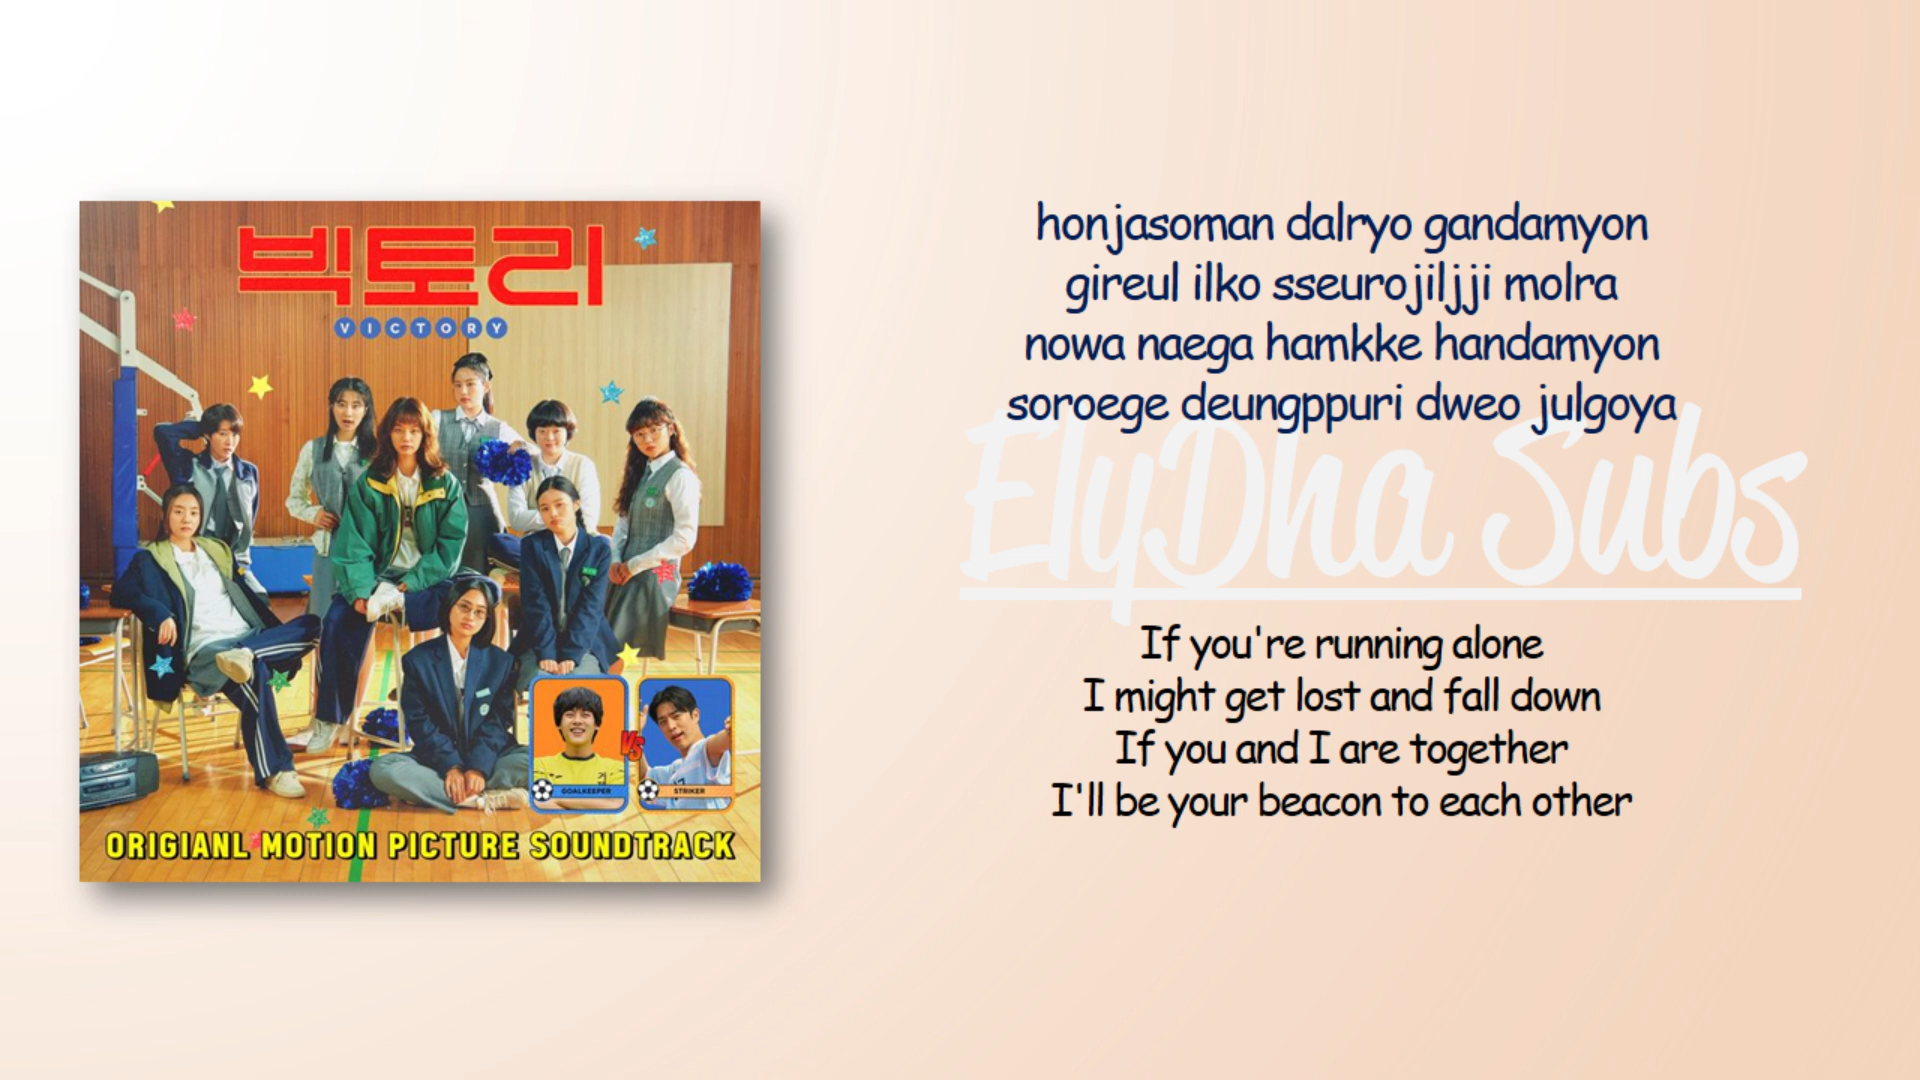 빅토리
VICTORY
GOALKEEPER
VS
STRIKER
ORIGIANL MOTION PICTURE SOUNDTRACK
honjasoman dalryo gandamyon
gireul ilko sseurojiljji molra
nowa naega hamkke handamyon
soroege deungppuri dweo julgoya
ElyDha Subs
If you're running alone
I might get lost and fall down
If you and I are together
I'll be your beacon to each other